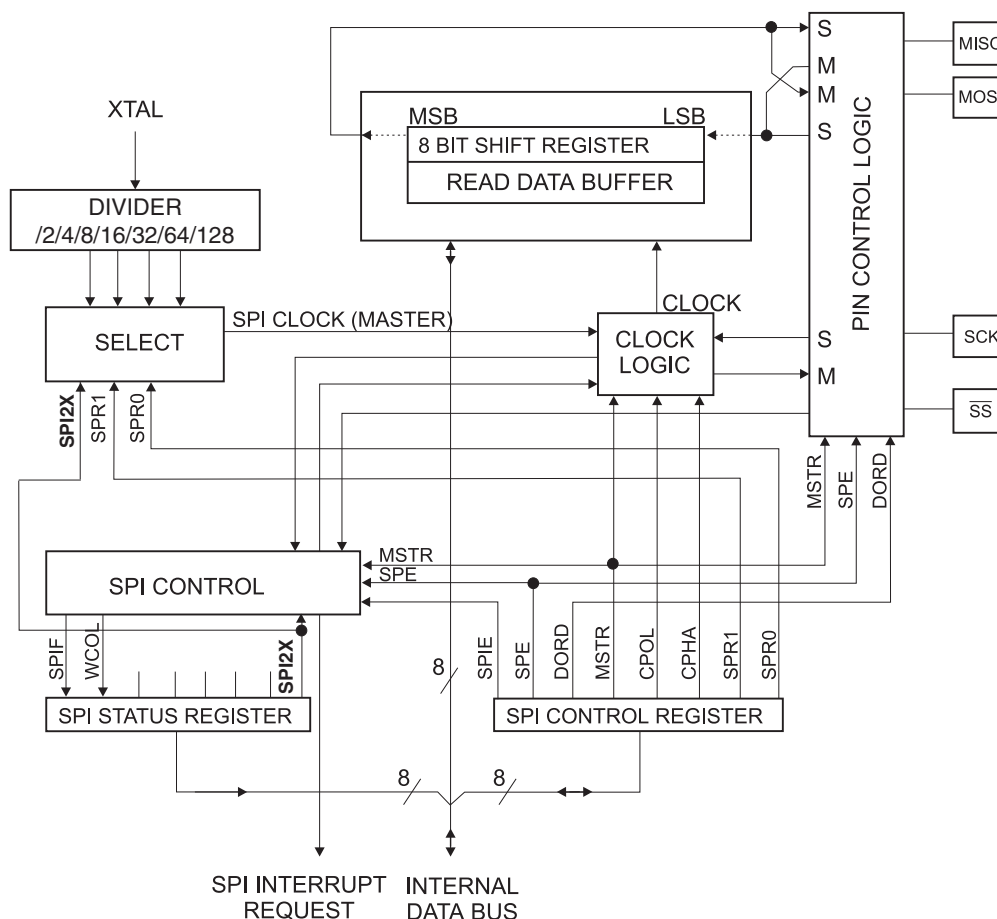 S
MISO
M
MOSI
XTAL
MSB
LSB
M
S
8 BIT SHIFT REGISTER
READ DATA BUFFER
DIVIDER
/2/4/8/16/32/64/128
PIN CONTROL LOGIC
SPI CLOCK (MASTER)
CLOCK
SELECT
CLOCK
LOGIC
S
SCK
M
SPI2X
SPR1
SPR0
SS
MSTR
SPE
DORD
MSTR
SPE
SPI CONTROL
SPIF
WCOL
SPI2X
SPIE
SPE
DORD
MSTR
CPOL
CPHA
SPR1
SPR0
8
SPI STATUS REGISTER
SPI CONTROL REGISTER
8
8
SPI INTERRUPT
REQUEST
INTERNAL
DATA BUS